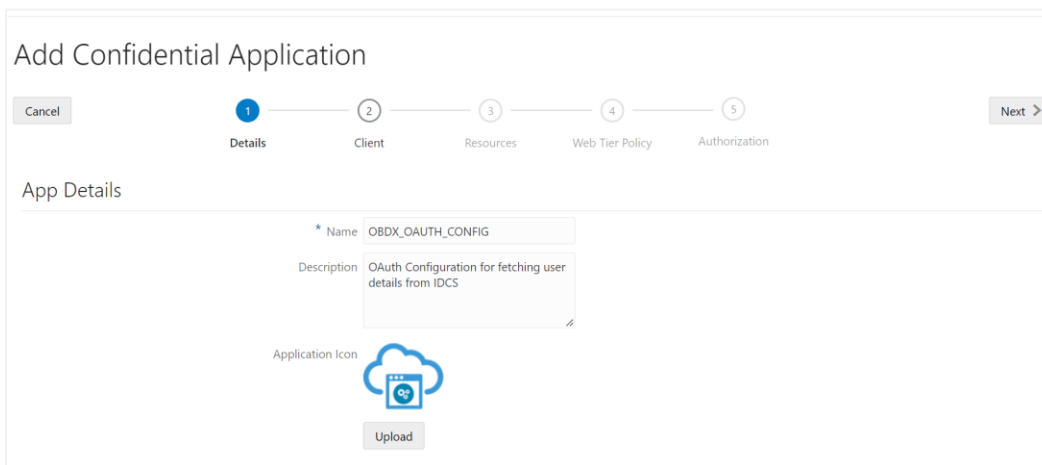 Add Confidential Application
Cancel
1
2
3
4
5
Next
Details
Client
Resources
Web Tier Policy
Authorization
App Details
* Name OBDX_OAUTH_CONFIG
Description OAuth Configuration for fetching user
details from IDCS
Application Icon
Upload